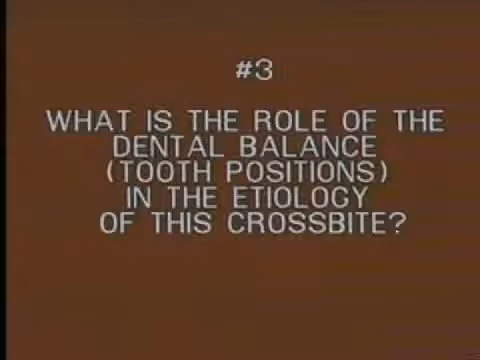 #3
WHAT IS THE ROLE OF THE
DENTAL BALANCE
(TOOTH POSITIONS)
IN THE ETIOLOGY
OF THIS CROSSBITE?